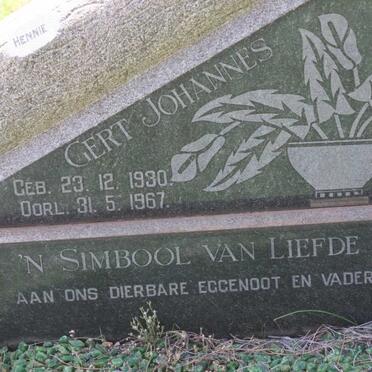 HENNIE
GERT JOHANNES
GEB. 23. 12. 1930.
OORL. 31. 5. 1967.
'N SIMBOOL VAN LIEFDE
AAN ONS DIERBARE EGGENOOT EN VADER